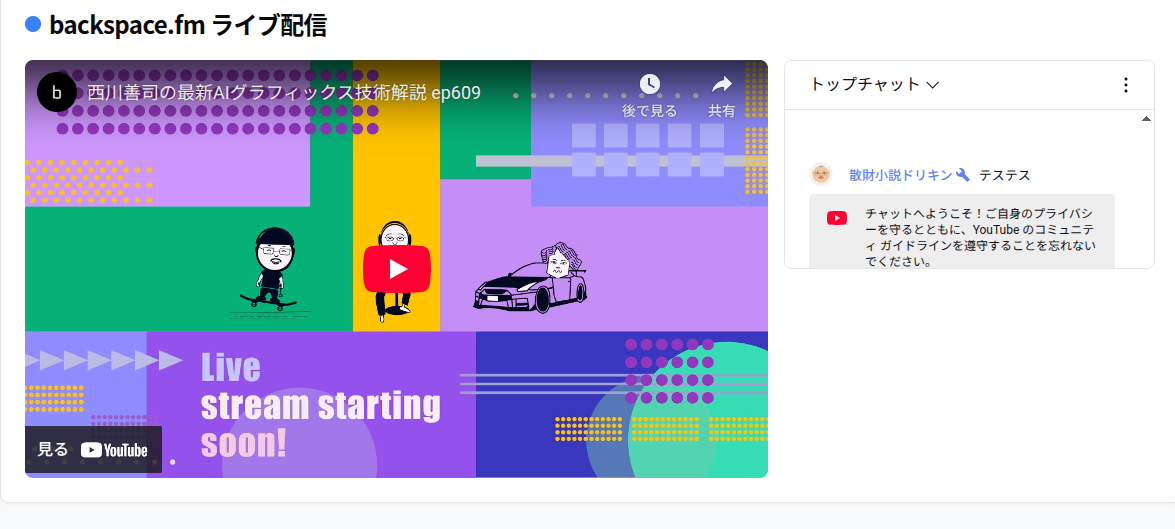 backspace.fm ライブ配信
b
西川善司の最新AIグラフィックス技術解説 ep609
後で見る
共有
Live
stream starting
soon!
見る YouTube
トップチャット
散財小説ドリキン テステス
チャットへようこそ！ご自身のプライバシ
ーを守るとともに、YouTube のコミュニテ
ィ ガイドラインを遵守することを忘れない
でください。